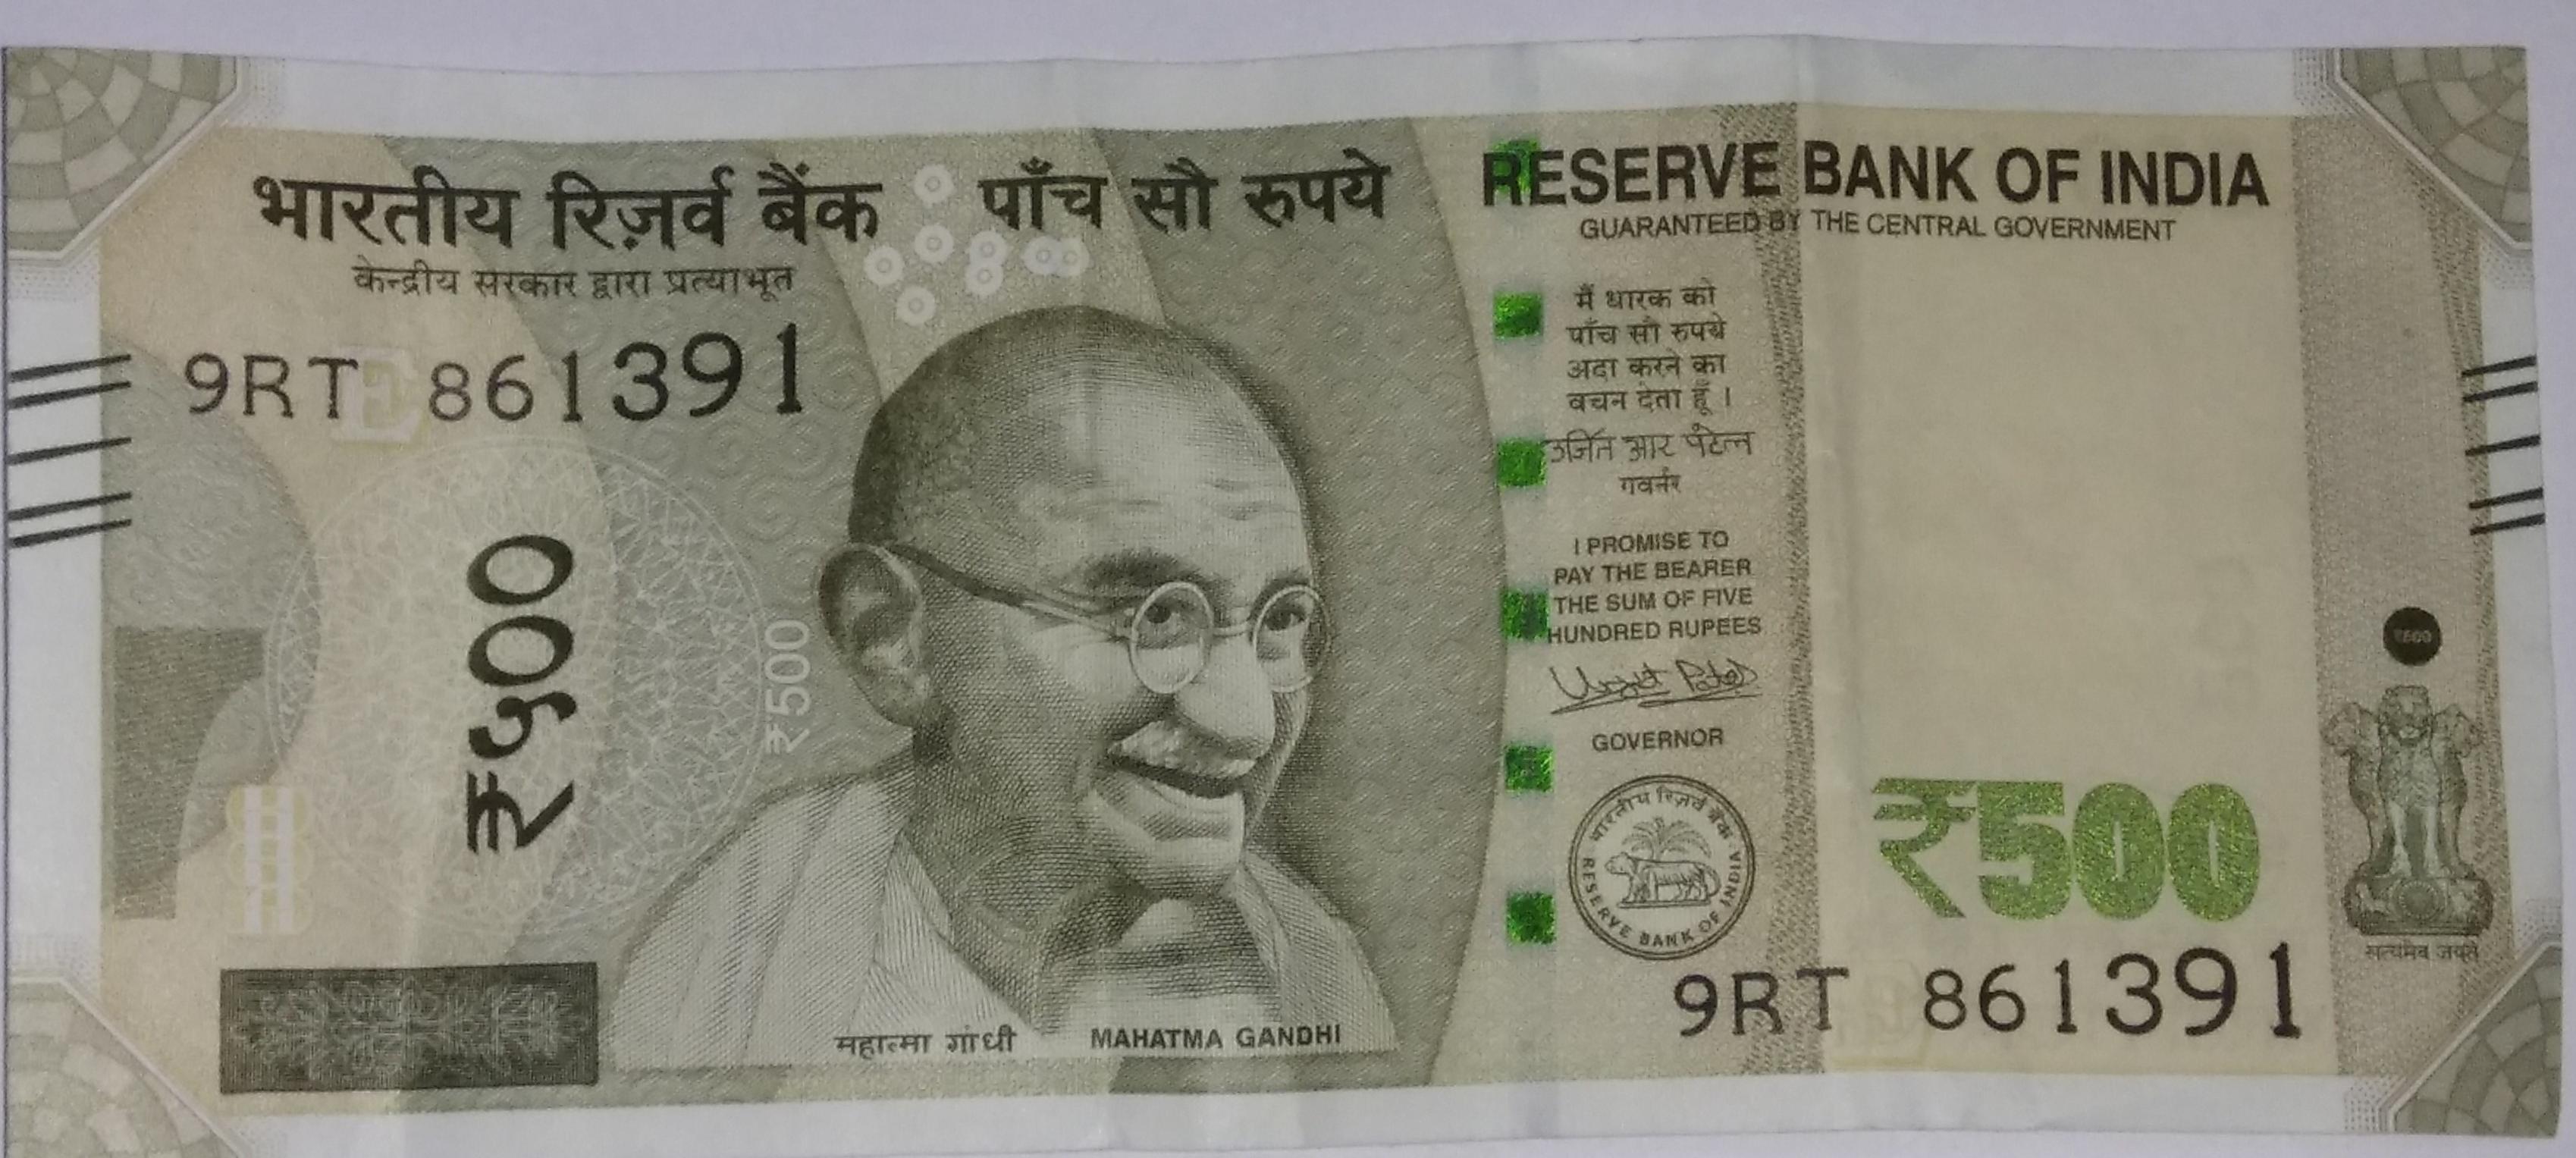 भारतीय रिज़र्व बैंक
केन्द्रीय सरकार द्वारा प्रत्याभूत
पाँच सौ रुपये
RESERVE BANK OF INDIA
GUARANTEED BY THE CENTRAL GOVERNMENT
9RT 861391
₹५००
₹500
मैं धारक को
पाँच सौ रुपये
अदा करने का
वचन देता हूँ ।
उर्जित आर पटेल
गवर्नर
I PROMISE TO
PAY THE BEARER
THE SUM OF FIVE
HUNDRED RUPEES
Urjit Patel
GOVERNOR
भारतीय रिज़र्व बैंक
RESERVE BANK OF INDIA
₹500
₹500
सत्यमेव जयते
9RT 861391
महात्मा गांधी
MAHATMA GANDHI